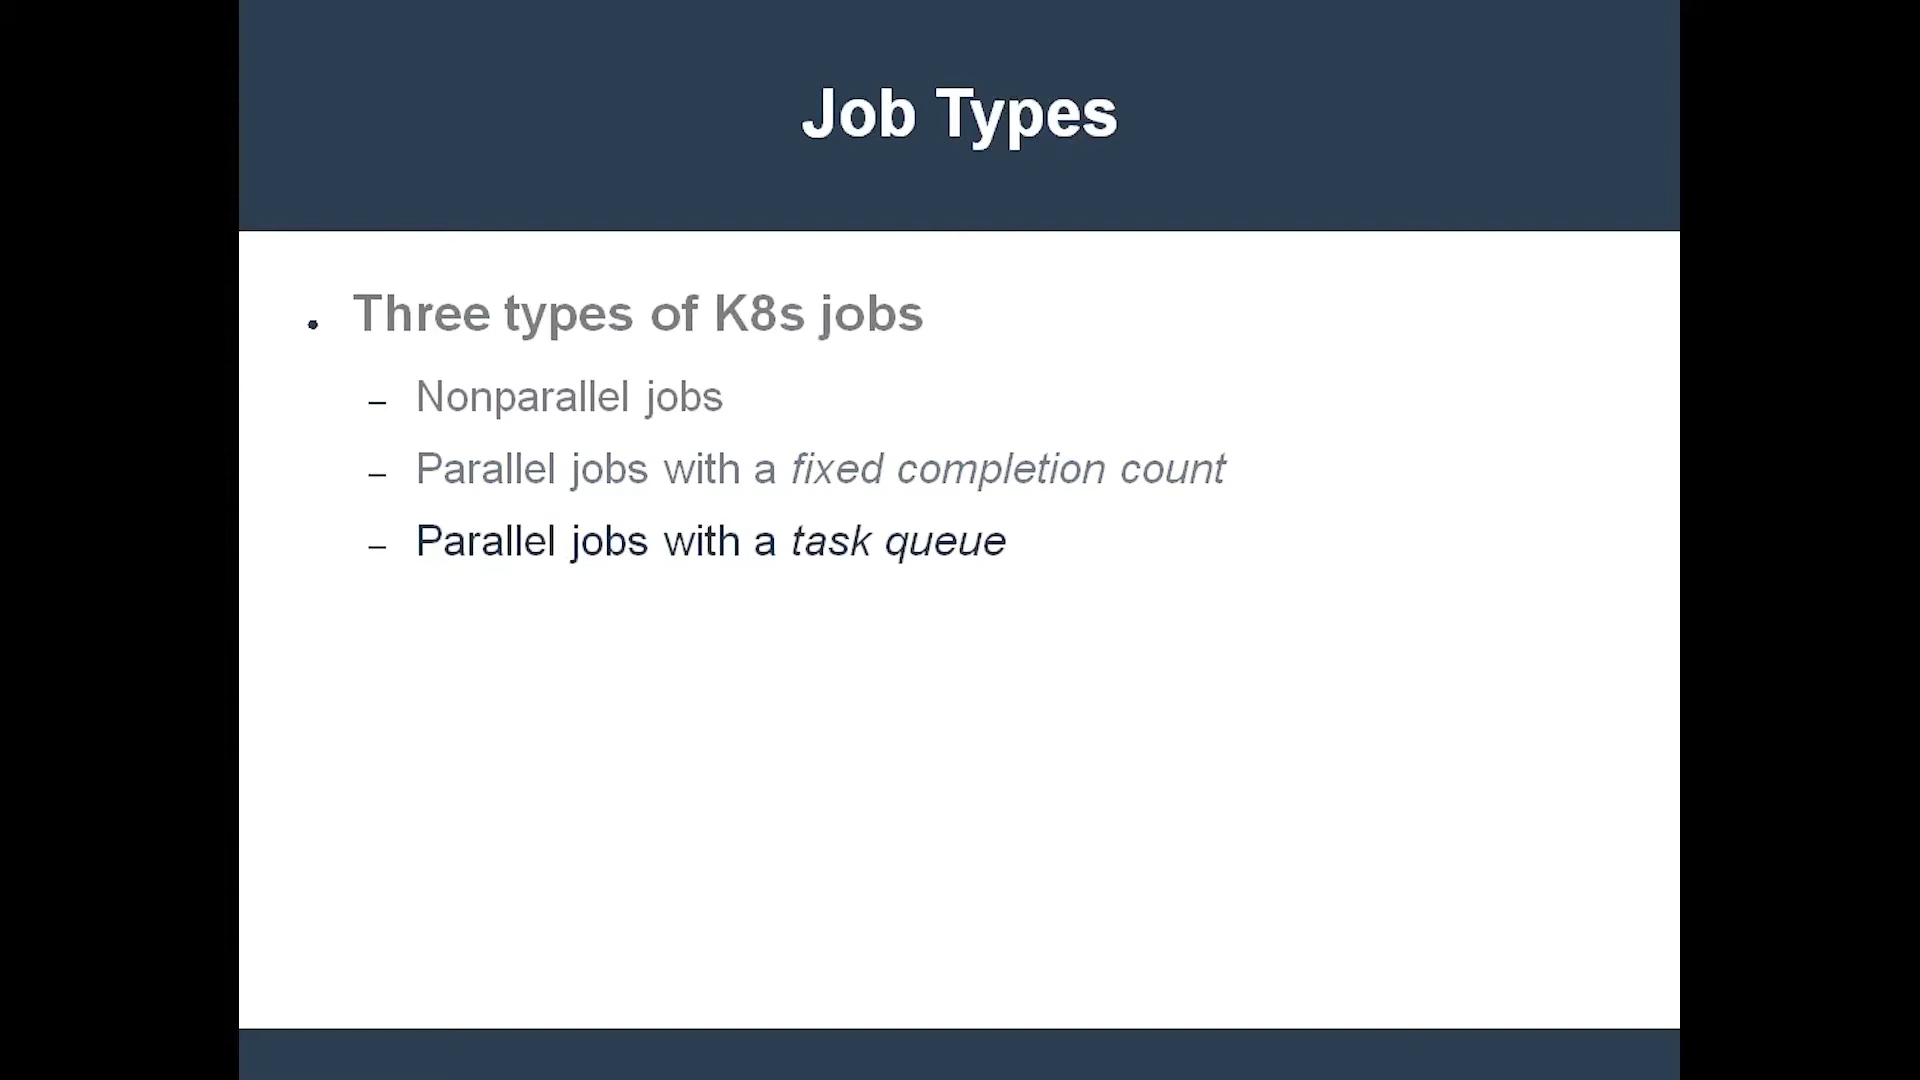 Job Types
• Three types of K8s jobs
– Nonparallel jobs
– Parallel jobs with a fixed completion count
– Parallel jobs with a task queue